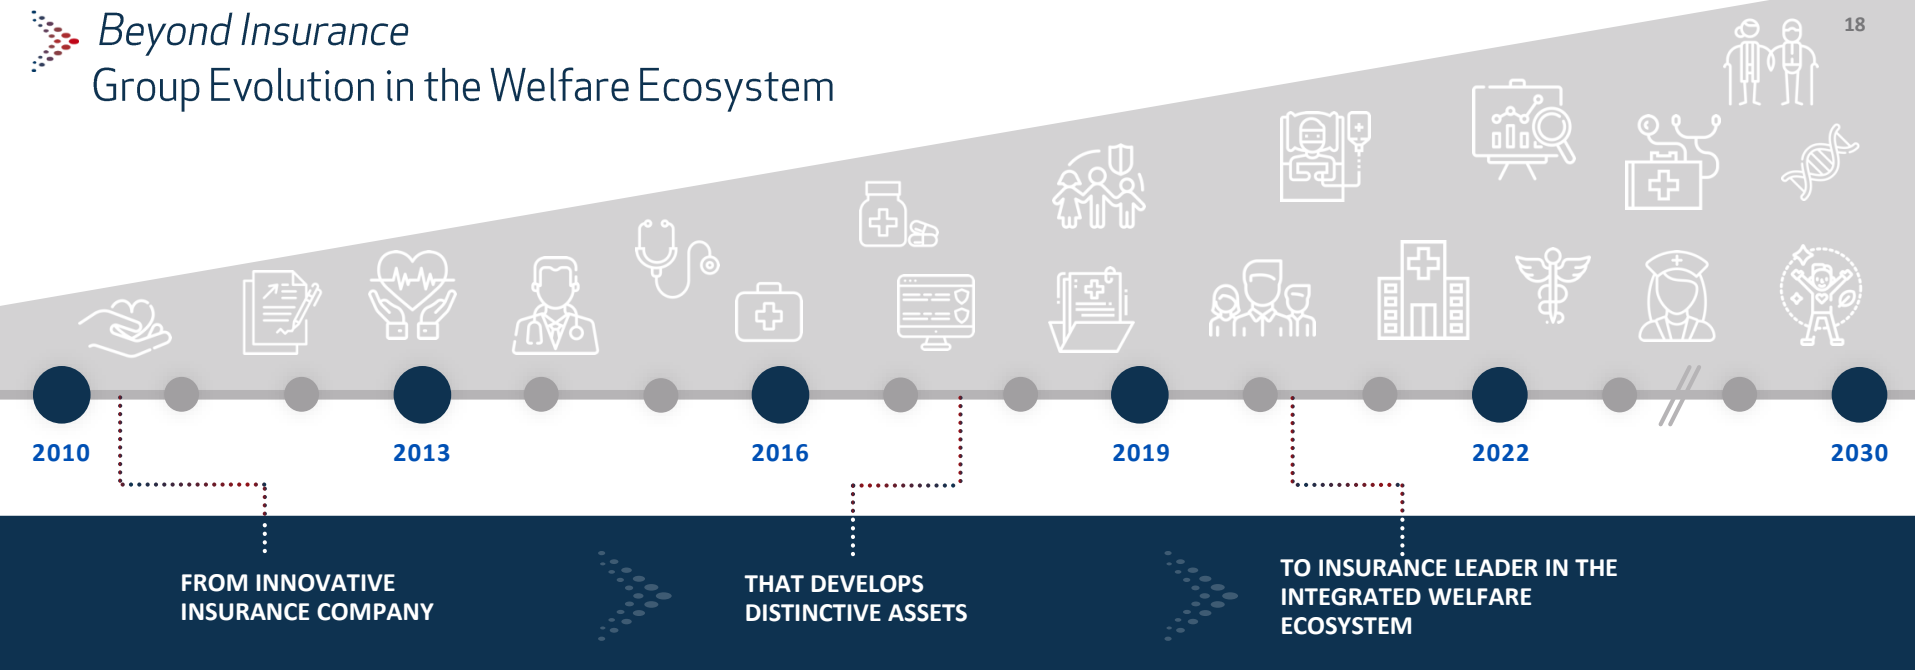 Beyond Insurance
18
Group Evolution in the Welfare Ecosystem
2010
2013
2016
2019
2022
2030
FROM INNOVATIVE
INSURANCE COMPANY
THAT DEVELOPS
DISTINCTIVE ASSETS
TO INSURANCE LEADER IN THE
INTEGRATED WELFARE
ECOSYSTEM